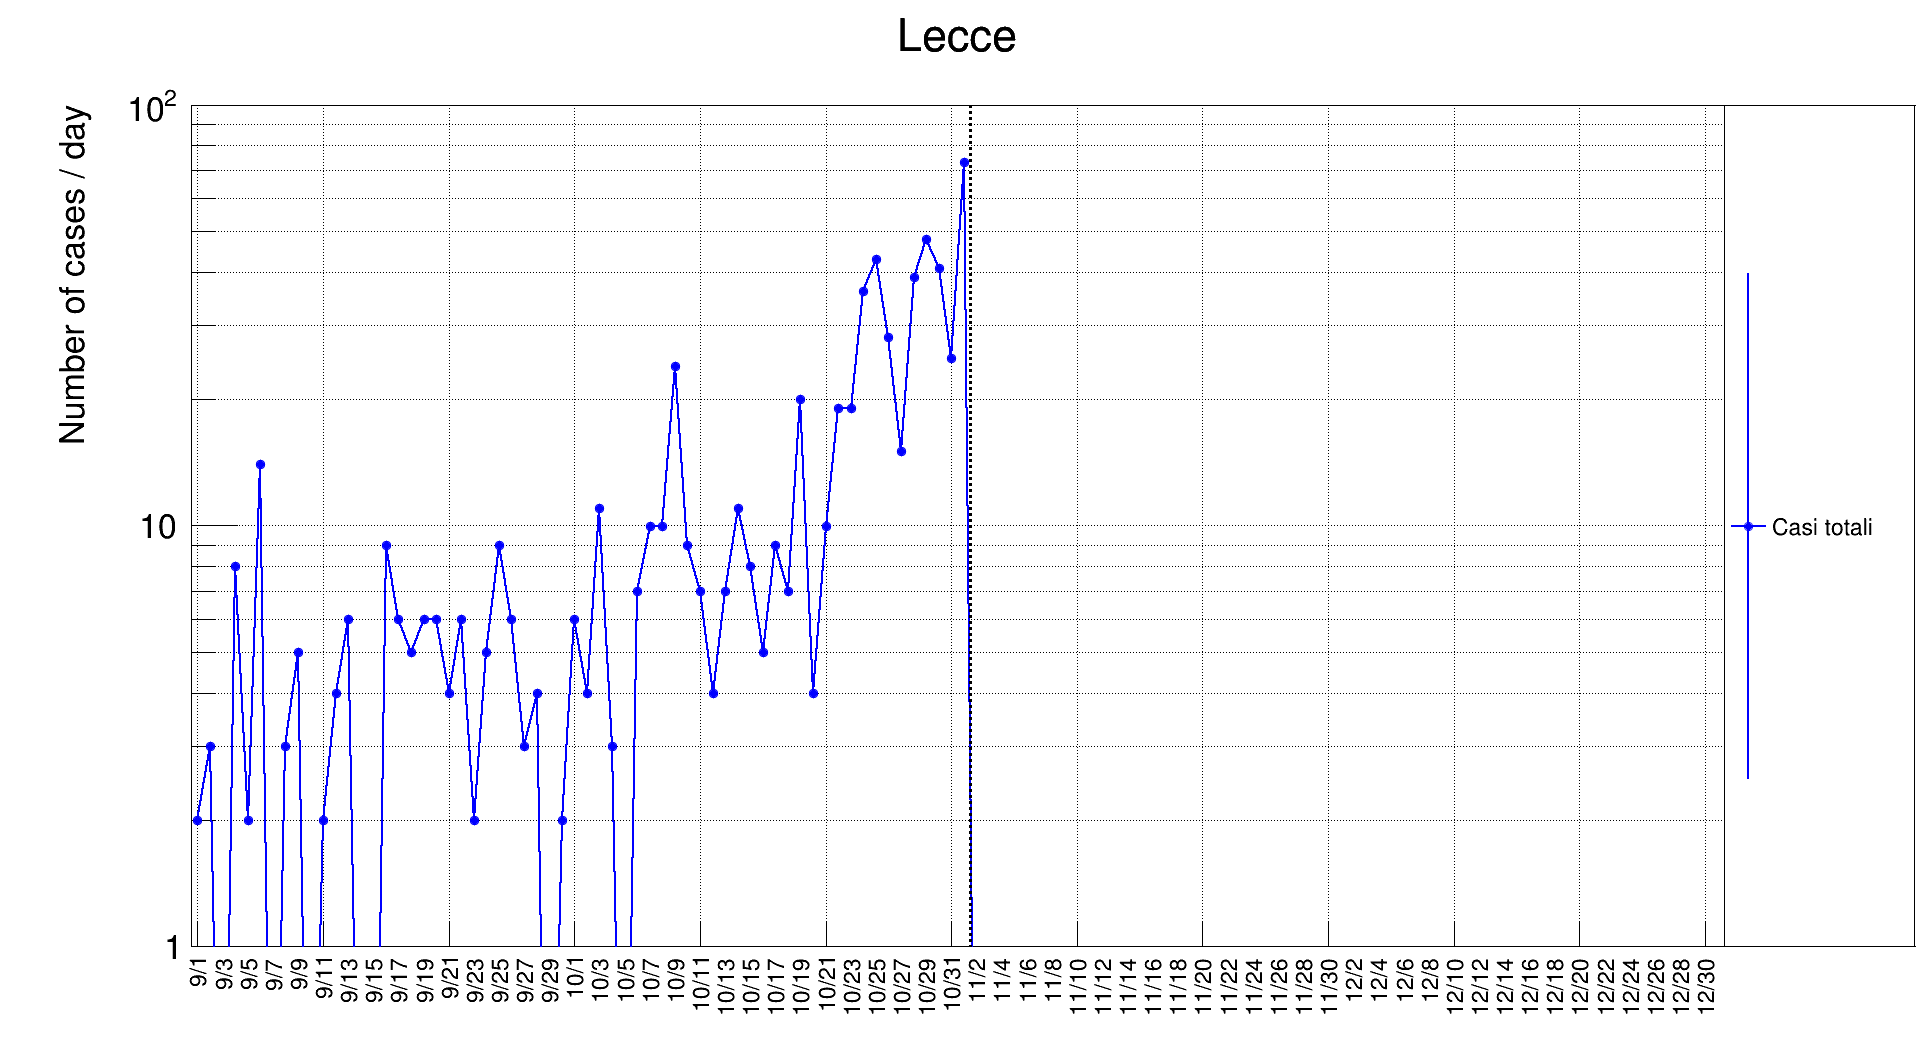 Lecce
Number of cases / day
10²
10
1
9/1 9/3 9/5 9/7 9/9 9/11 9/13 9/15 9/17 9/19 9/21 9/23 9/25 9/27 9/29 10/1 10/3 10/5 10/7 10/9 10/11 10/13 10/15 10/17 10/19 10/21 10/23 10/25 10/27 10/29 10/31 11/2 11/4 11/6 11/8 11/10 11/12 11/14 11/16 11/18 11/20 11/22 11/24 11/26 11/28 11/30 12/2 12/4 12/6 12/8 12/10 12/12 12/14 12/16 12/18 12/20 12/22 12/24 12/26 12/28 12/30
Casi totali